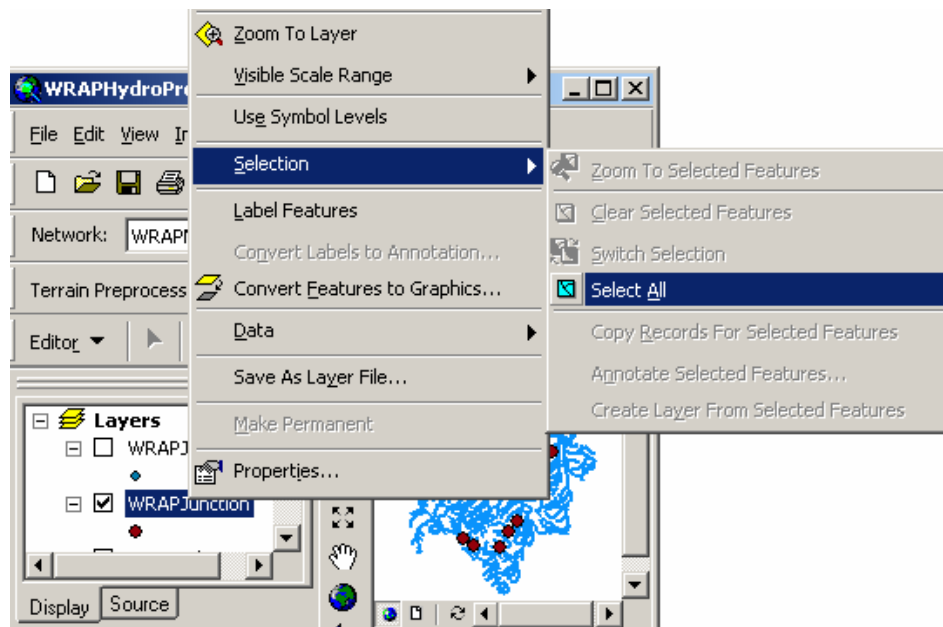 Zoom To Layer
Visible Scale Range
WRAPHydroPre
Use Symbol Levels
File Edit View In
Selection
Zoom To Selected Features
Label Features
Clear Selected Features
Network: WRAP
Convert Labels to Annotation...
Switch Selection
Terrain Preprocess
Convert Features to Graphics...
Select All
Editor
Data
Copy Records For Selected Features
Save As Layer File...
Annotate Selected Features...
Layers
Make Permanent
Create Layer From Selected Features
WRAPJ
Properties...
WRAPJunction
Display Source